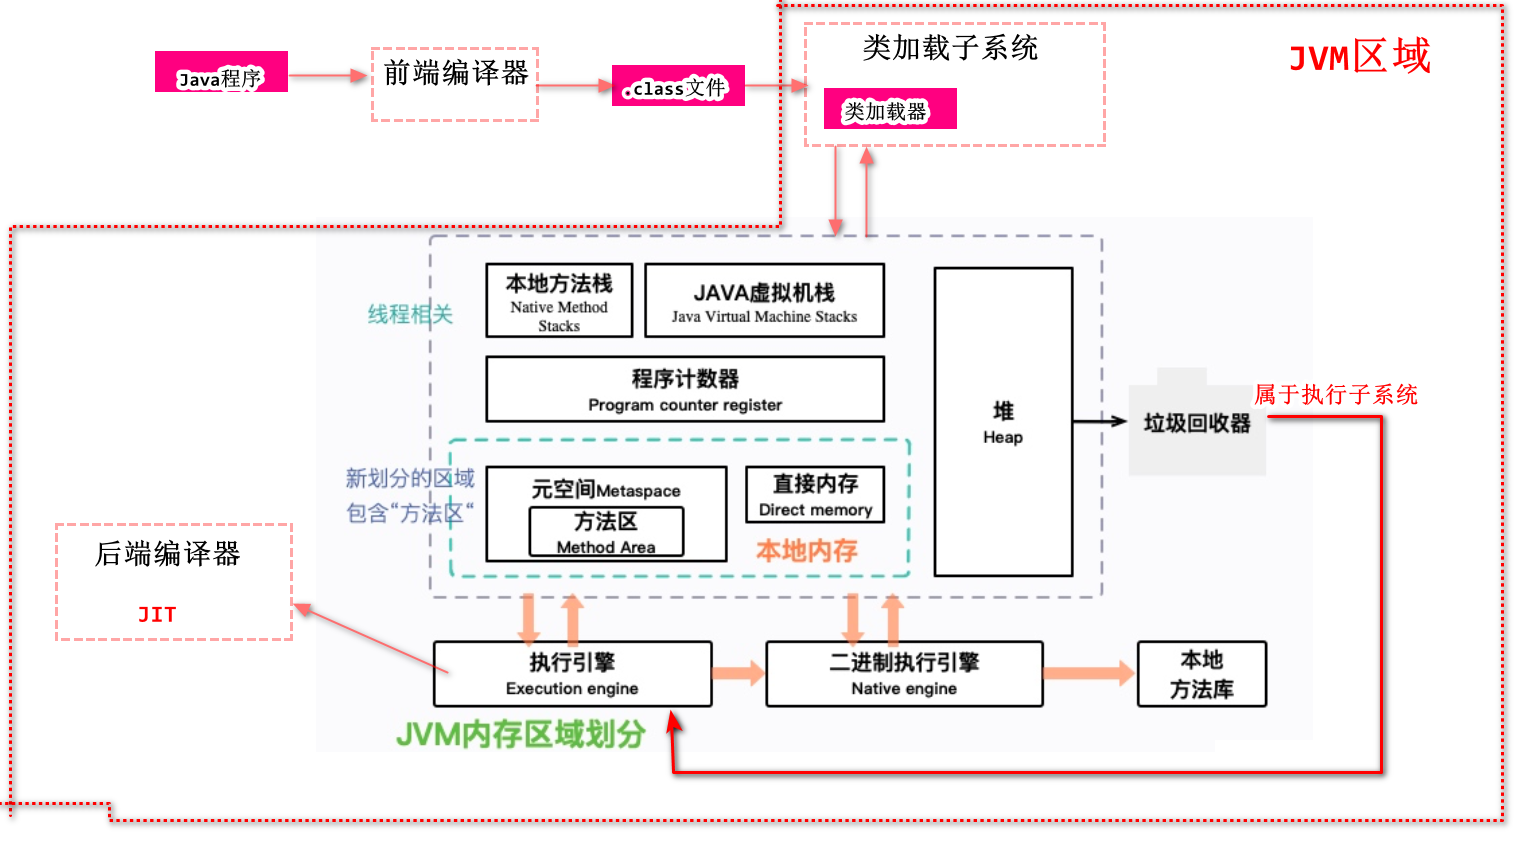 Java程序
前端编译器
.class文件
类加载子系统
类加载器
JVM区域
线程相关
本地方法栈
Native Method
Stacks
JAVA虚拟机栈
Java Virtual Machine Stacks
程序计数器
Program counter register
堆
Heap
垃圾回收器
属于执行子系统
新划分的区域
包含“方法区“
元空间Metaspace
方法区
Method Area
直接内存
Direct memory
本地内存
后端编译器
JIT
执行引擎
Execution engine
二进制执行引擎
Native engine
本地
方法库
JVM内存区域划分